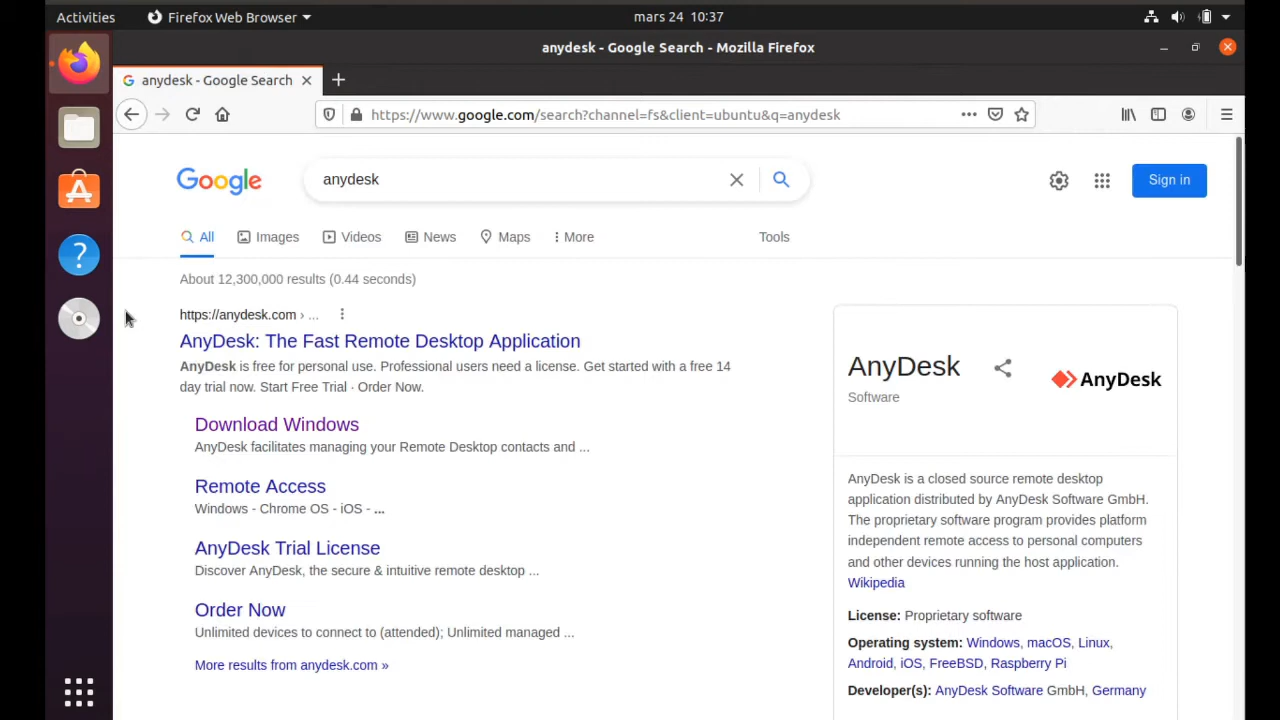 Activities Firefox Web Browser mars 24 10:37
anydesk - Google Search - Mozilla Firefox
anydesk - Google Search
https://www.google.com/search?channel=fs&client=ubuntu&q=anydesk
Google anydesk Sign in
All Images Videos News Maps More Tools
About 12,300,000 results (0.44 seconds)
https://anydesk.com › ...
AnyDesk: The Fast Remote Desktop Application
AnyDesk is free for personal use. Professional users need a license. Get started with a free 14
day trial now. Start Free Trial · Order Now.
Download Windows
AnyDesk facilitates managing your Remote Desktop contacts and ...
Remote Access
Windows - Chrome OS - iOS - ...
AnyDesk Trial License
Discover AnyDesk, the secure & intuitive remote desktop ...
Order Now
Unlimited devices to connect to (attended); Unlimited managed ...
More results from anydesk.com »
AnyDesk
AnyDesk
Software
AnyDesk is a closed source remote desktop
application distributed by AnyDesk Software GmbH.
The proprietary software program provides platform
independent remote access to personal computers
and other devices running the host application.
Wikipedia
License: Proprietary software
Operating system: Windows, macOS, Linux,
Android, iOS, FreeBSD, Raspberry Pi
Developer(s): AnyDesk Software GmbH, Germany